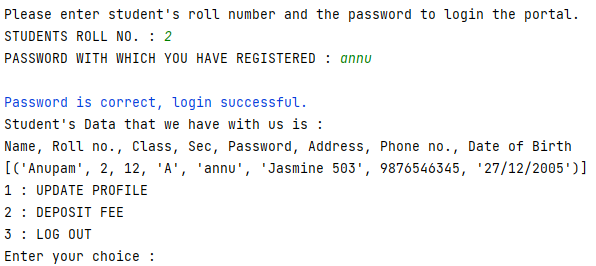 Please enter student's roll number and the password to login the portal.
STUDENTS ROLL NO. : 2
PASSWORD WITH WHICH YOU HAVE REGISTERED : annu
Password is correct, login successful.
Student's Data that we have with us is :
Name, Roll no., Class, Sec, Password, Address, Phone no., Date of Birth
[('Anupam', 2, 12, 'A', 'annu', 'Jasmine 503', 9876546345, '27/12/2005')]
1 : UPDATE PROFILE
2 : DEPOSIT FEE
3 : LOG OUT
Enter your choice :